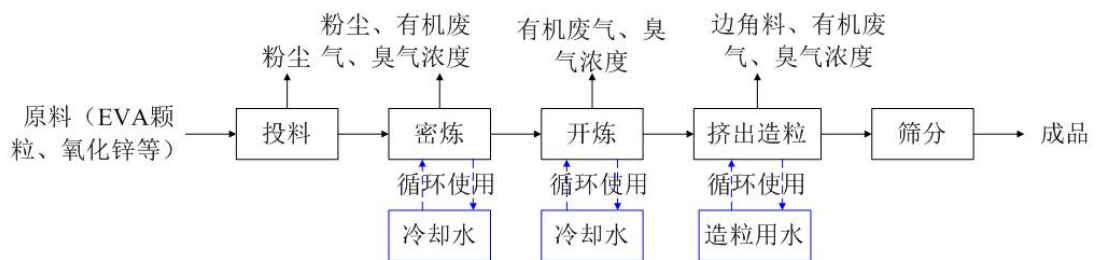 粉尘
粉尘、有机废
气、臭气浓度
有机废气、臭
气浓度
边角料、有机废
气、臭气浓度
原料（EVA颗
粒、氧化锌等）
投料
密炼
开炼
挤出造粒
筛分
成品
循环使用
循环使用
循环使用
冷却水
冷却水
造粒用水